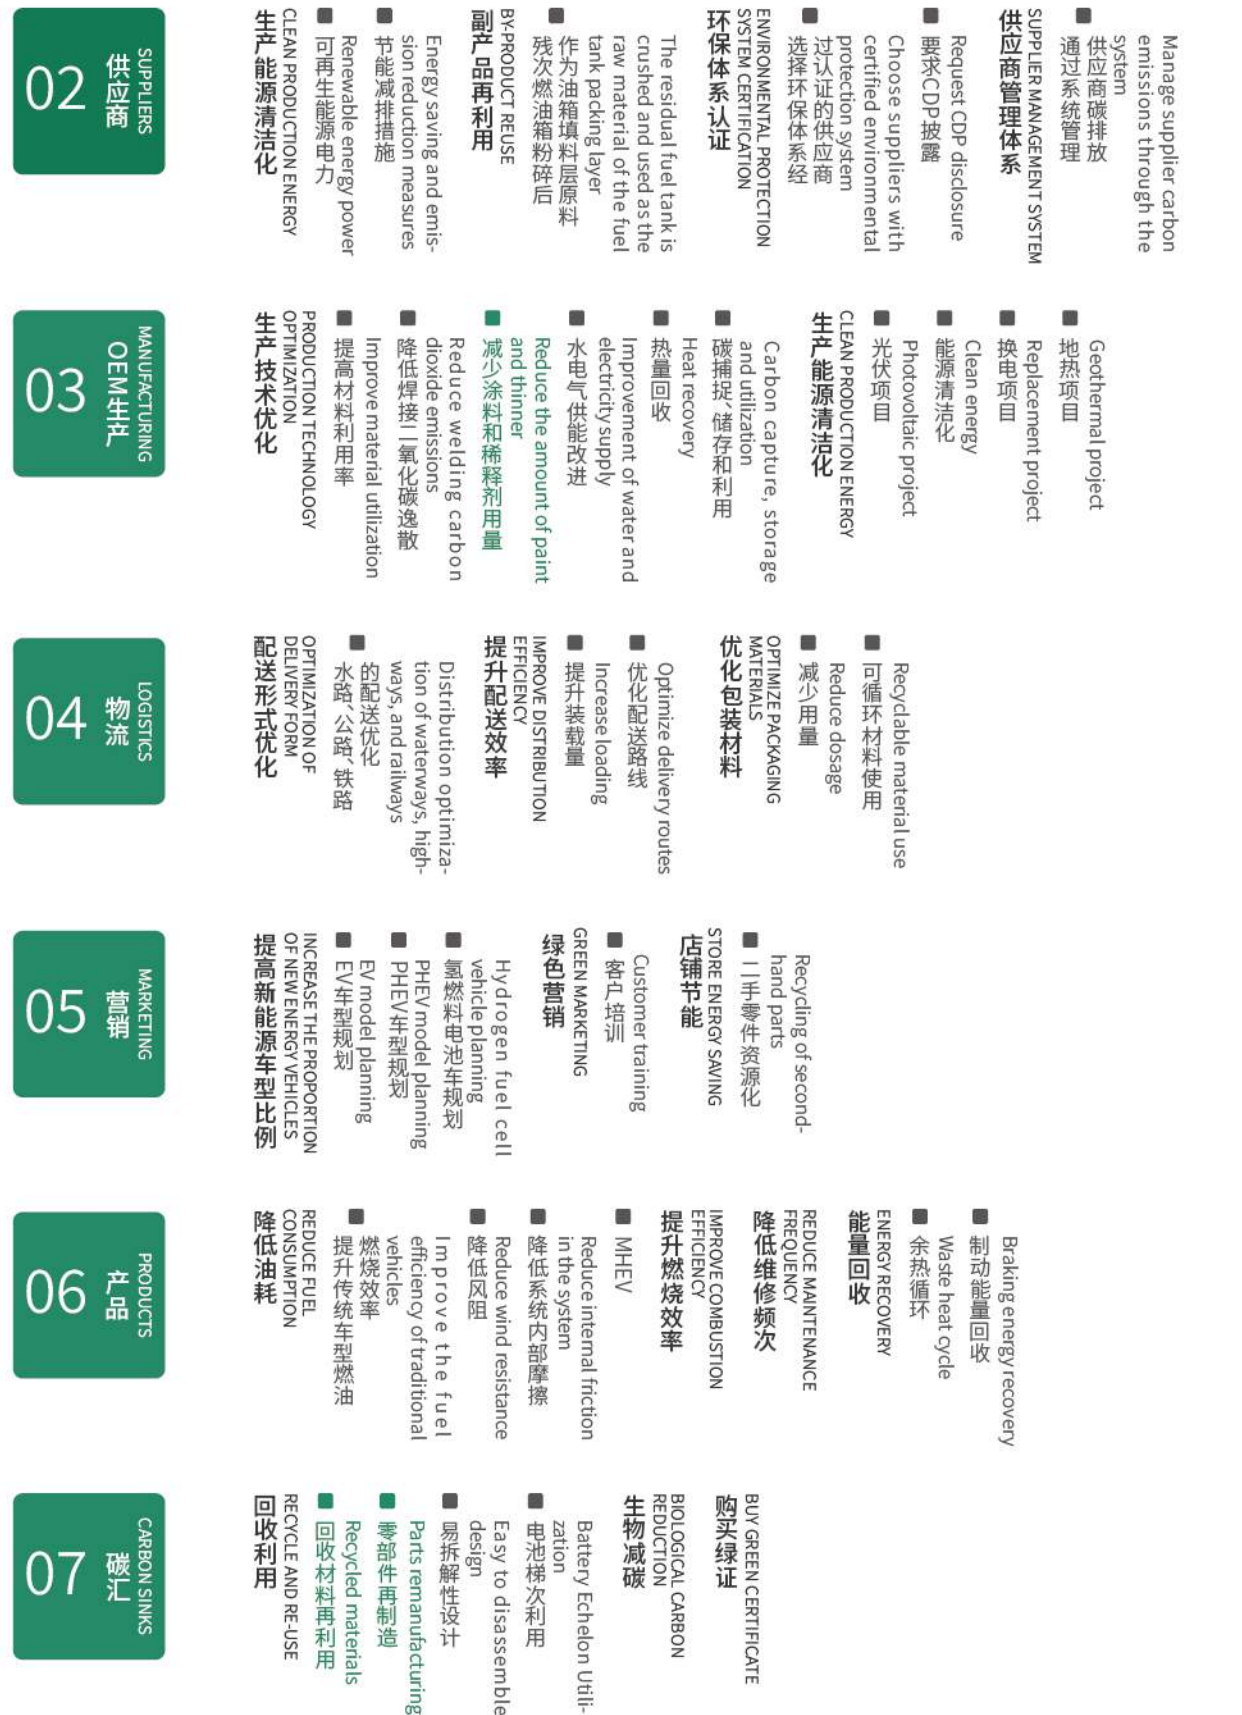 02
供应商
SUPPLIERS
生产能源清洁化
CLEAN PRODUCTION ENERGY
可再生能源电力
Renewable energy power
节能减排措施
Energy saving and emis-
sion reduction measures
副产品再利用
BY-PRODUCT REUSE
残次燃油箱粉碎后
作为油箱填料层原料
The residual fuel tank is
crushed and used as the
raw material of the fuel
tank packing layer
环保体系认证
ENVIRONMENTAL PROTECTION
SYSTEM CERTIFICATION
选择环保体系经
过认证的供应商
Choose suppliers with
certified environmental
protection system
要求CDP披露
Request CDP disclosure
供应商管理体系
SUPPLIER MANAGEMENT SYSTEM
通过系统管理
供应商碳排放
Manage supplier carbon
emissions through the
system
03
OEM生产
MANUFACTURING
生产技术优化
PRODUCTION TECHNOLOGY
OPTIMIZATION
提高材料利用率
Improve material utilization
降低焊接二氧化碳逸散
Reduce welding carbon
dioxide emissions
减少涂料和稀释剂用量
Reduce the amount of paint
and thinner
水电气供能改进
Improvement of water and
electricity supply
热量回收
Heat recovery
碳捕捉、储存和利用
Carbon capture, storage
and utilization
生产能源清洁化
CLEAN PRODUCTION ENERGY
光伏项目
Photovoltaic project
能源清洁化
Clean energy
换电项目
Replacement project
地热项目
Geothermal project
04
物流
LOGISTICS
配送形式优化
OPTIMIZATION OF
DELIVERY FORM
水路、公路、铁路
的配送优化
Distribution optimiza-
tion of waterways, high-
ways, and railways
提升配送效率
IMPROVE DISTRIBUTION
EFFICIENCY
提升装载量
Increase loading
优化配送路线
Optimize delivery routes
优化包装材料
OPTIMIZE PACKAGING
MATERIALS
减少用量
Reduce dosage
可循环材料使用
Recyclable material use
05
营销
MARKETING
提高新能源车型比例
INCREASE THE PROPORTION
OF NEW ENERGY VEHICLES
EV车型规划
EV model planning
PHEV车型规划
PHEV model planning
氢燃料电池车规划
Hydrogen fuel cell
vehicle planning
绿色营销
GREEN MARKETING
客户培训
Customer training
店铺节能
STORE ENERGY SAVING
二手零件资源化
Recycling of second-
hand parts
06
产品
PRODUCTS
降低油耗
REDUCE FUEL
CONSUMPTION
提升传统车型燃油
燃烧效率
Improve the fuel
efficiency of traditional
vehicles
降低风阻
Reduce wind resistance
降低系统内部摩擦
Reduce internal friction
in the system
MHEV
提升燃烧效率
IMPROVE COMBUSTION
EFFICIENCY
降低维修频次
REDUCE MAINTENANCE
FREQUENCY
能量回收
ENERGY RECOVERY
余热循环
Waste heat cycle
制动能量回收
Braking energy recovery
07
碳汇
CARBON SINKS
回收利用
RECYCLE AND RE-USE
回收材料再利用
Recycled materials
零部件再制造
Parts remanufacturing
易拆解性设计
Easy to disassemble
design
电池梯次利用
Battery Echelon Utili-
zation
生物减碳
BIOLOGICAL CARBON
REDUCTION
购买绿证
BUY GREEN CERTIFICATE